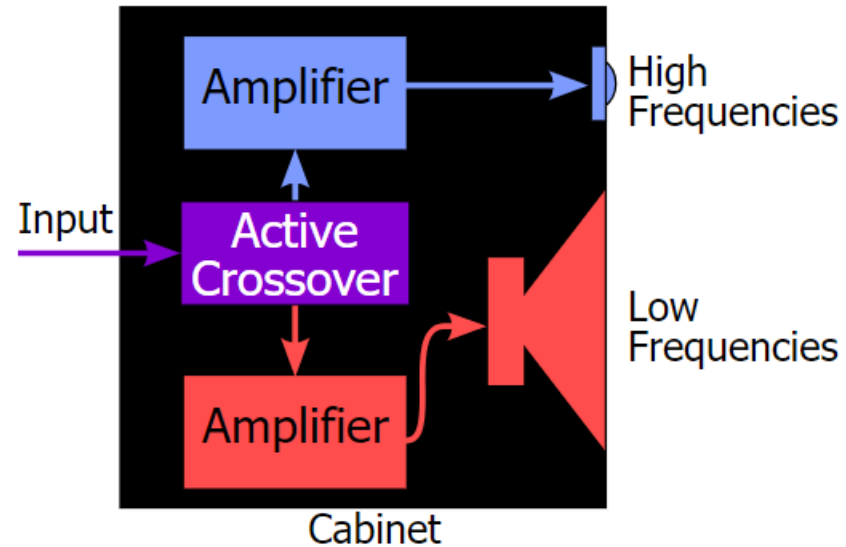 Amplifier
High
Frequencies
Input
Active
Crossover
Low
Frequencies
Amplifier
Cabinet